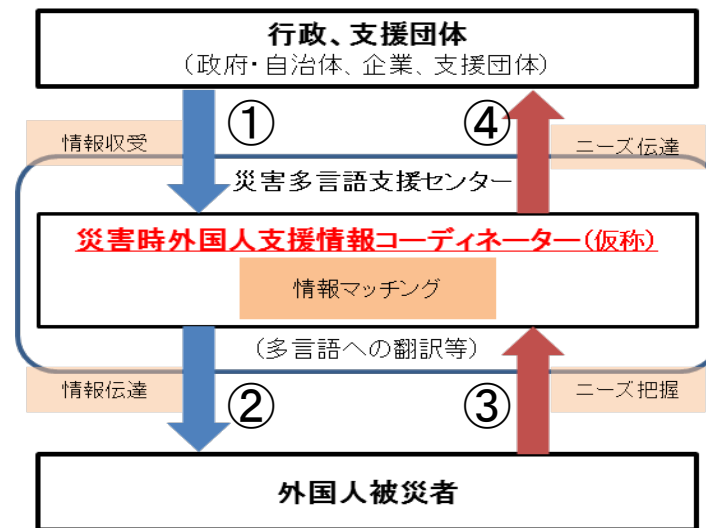 行政、支援団体
（政府・自治体、企業、支援団体）
①
④
情報収受
ニーズ伝達
災害多言語支援センター
災害時外国人支援情報コーディネーター（仮称）
情報マッチング
（多言語への翻訳等）
情報伝達
②
③
ニーズ把握
外国人被災者